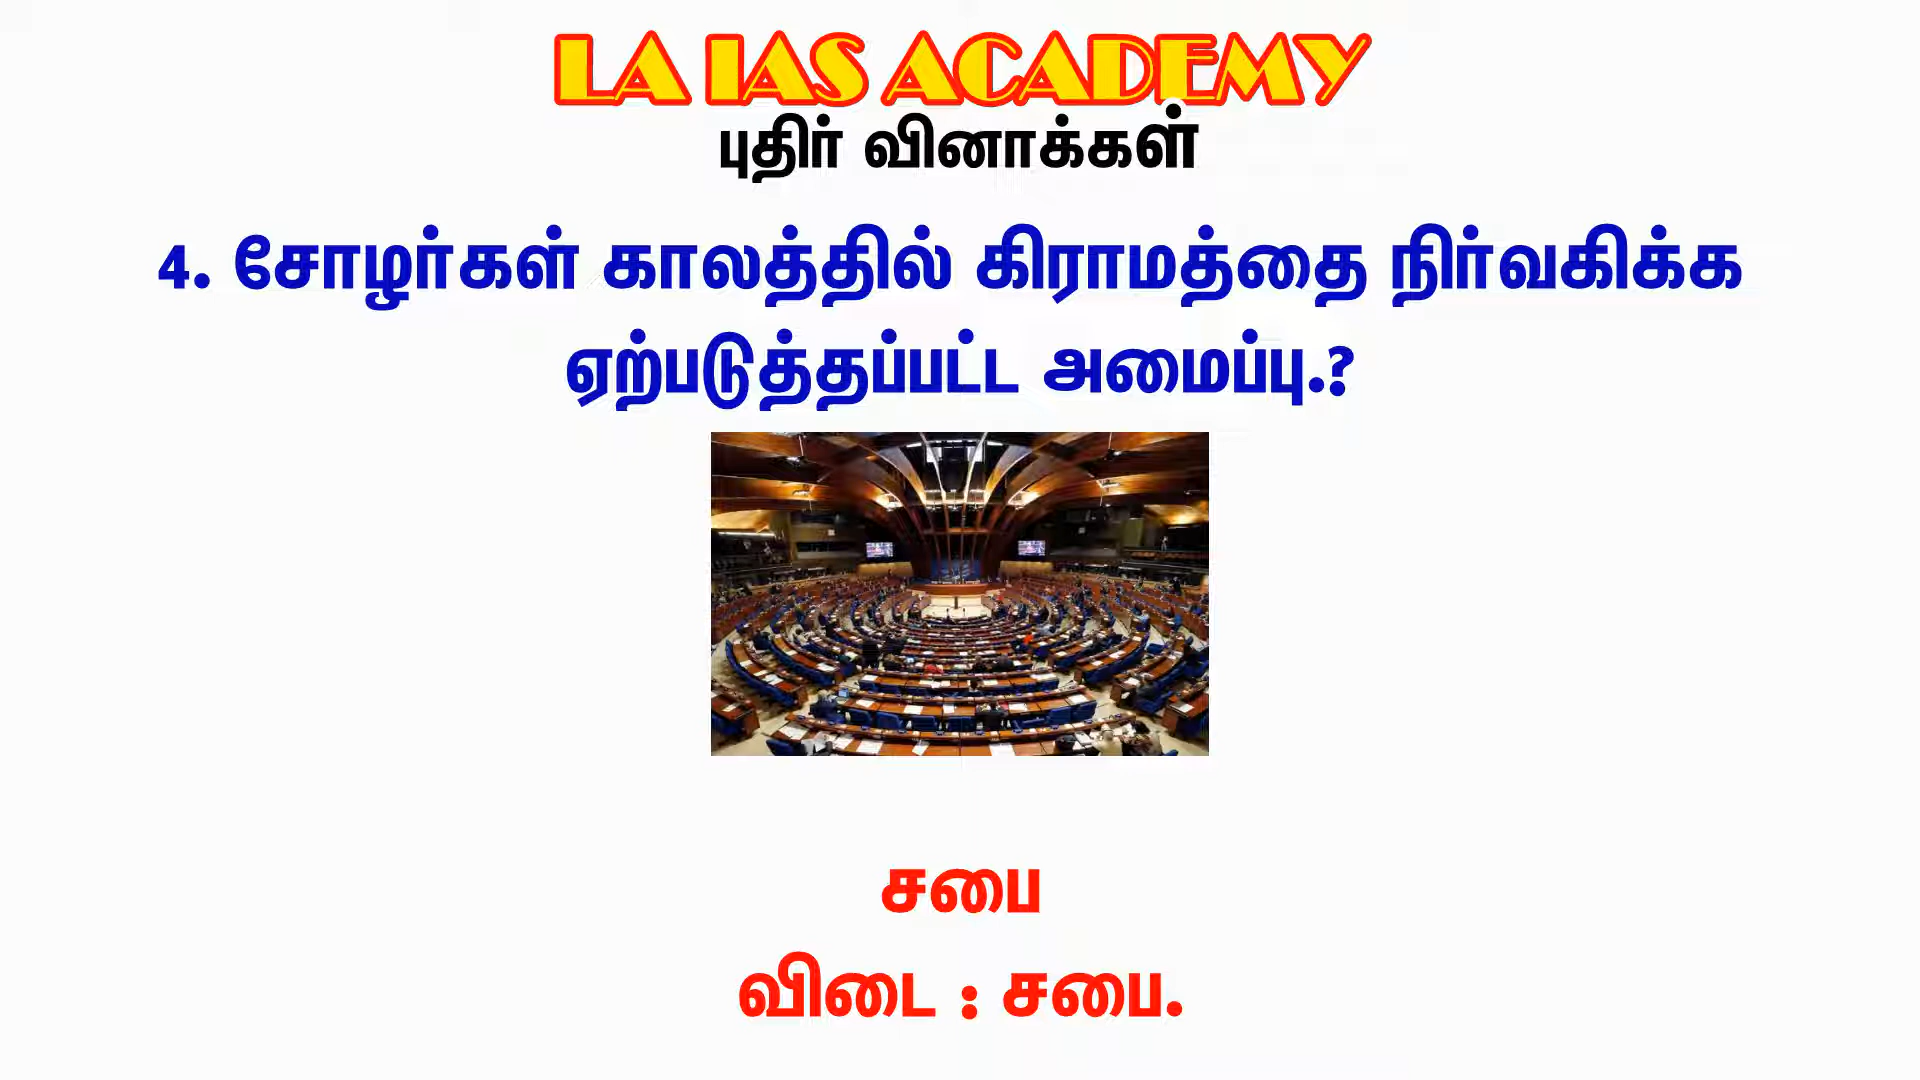 LA IAS ACADEMY
புதிர் வினாக்கள்
4. சோழர்கள் காலத்தில் கிராமத்தை நிர்வகிக்க
ஏற்படுத்தப்பட்ட அமைப்பு.?
சபை
விடை : சபை.